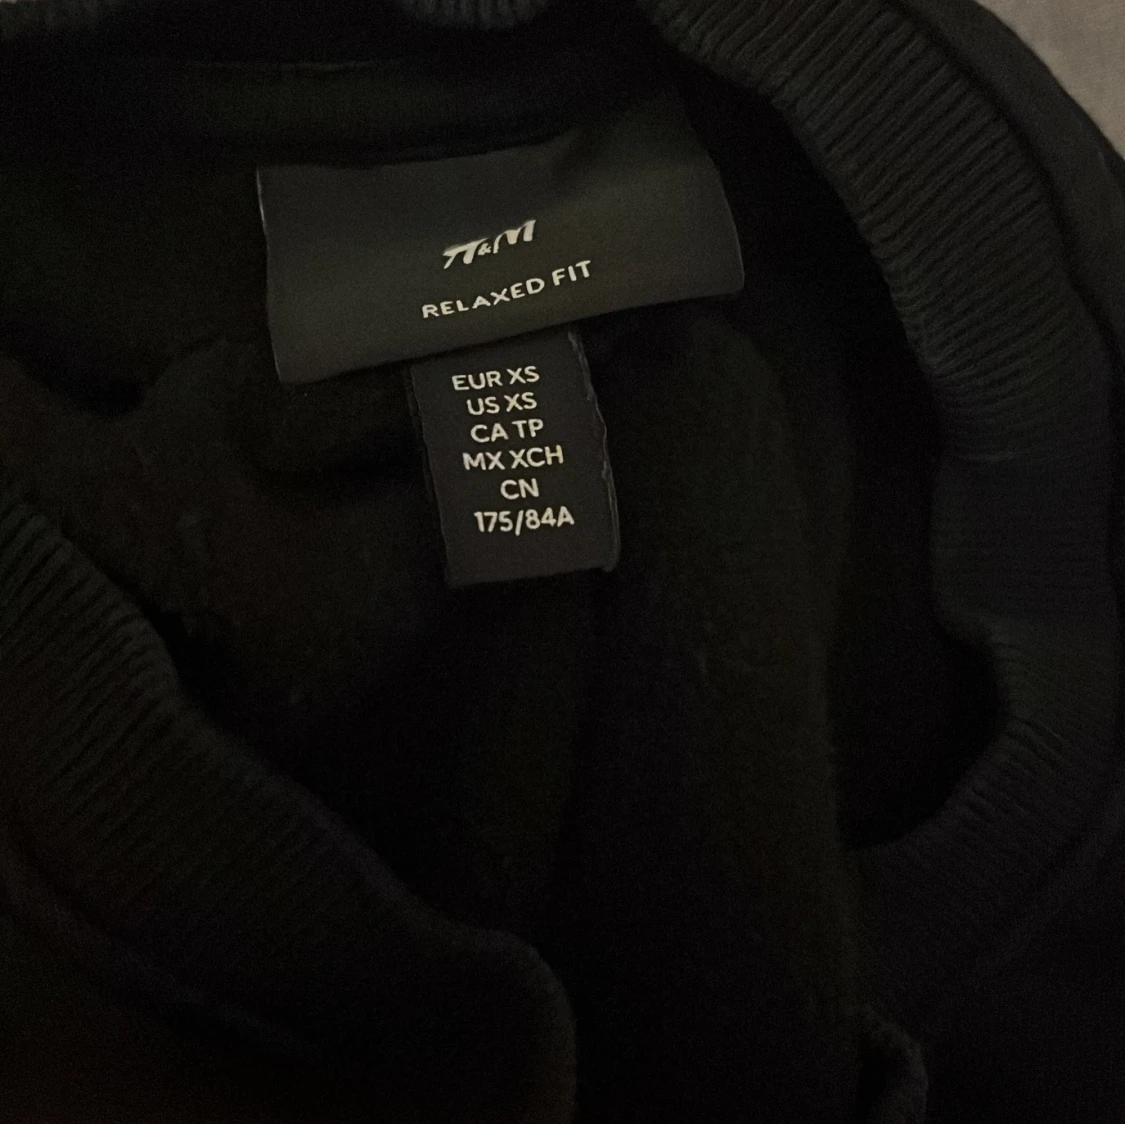 H&M
RELAXED FIT
EUR XS
US XS
CA TP
MX XCH
CN
175/84A